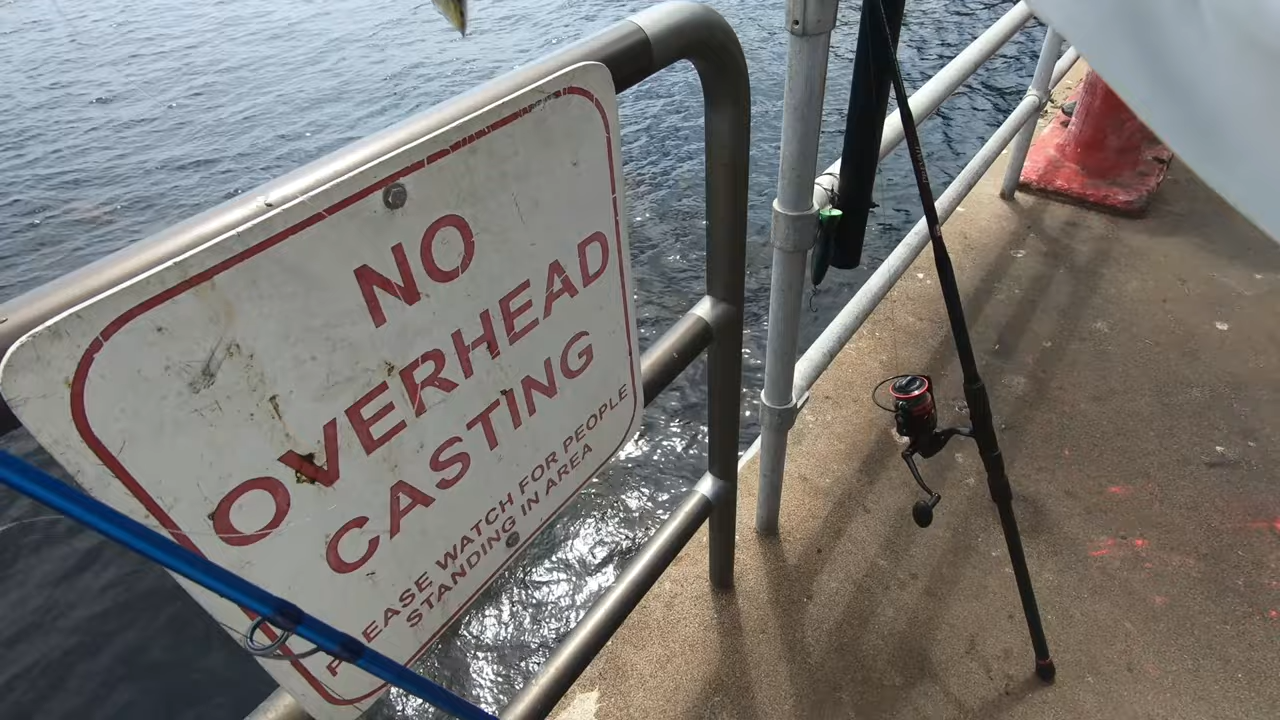 NO
OVERHEAD
CASTING
PLEASE WATCH FOR PEOPLE
STANDING IN AREA